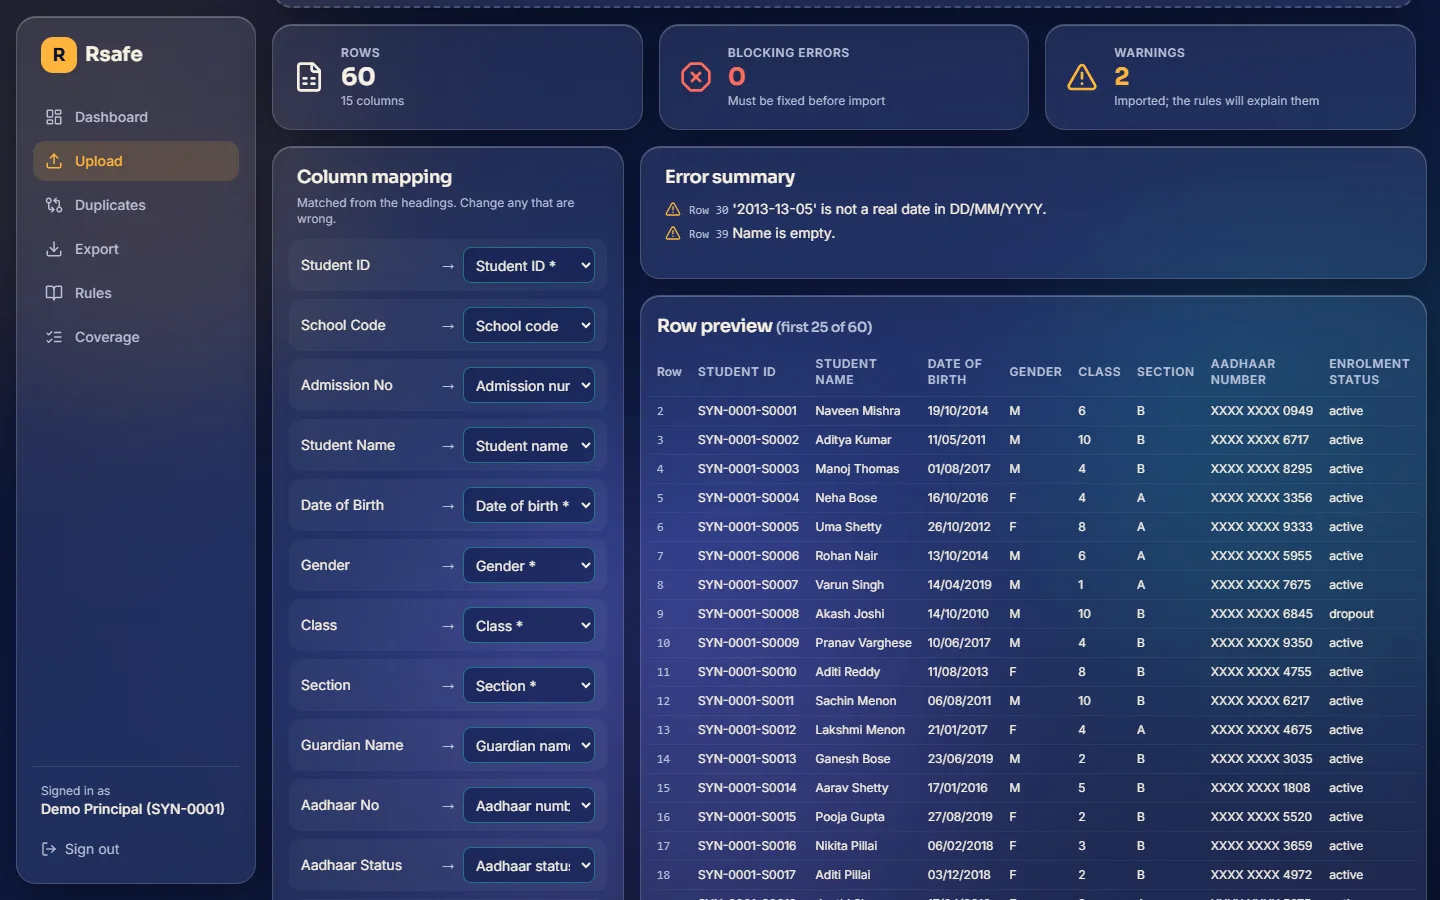 R Rsafe
Dashboard
Upload
Duplicates
Export
Rules
Coverage
Signed in as
Demo Principal (SYN-0001)
Sign out
ROWS
60
15 columns
BLOCKING ERRORS
0
Must be fixed before import
WARNINGS
2
Imported; the rules will explain them
Column mapping
Matched from the headings. Change any that are
wrong.
Student ID → Student ID *
School Code → School code
Admission No → Admission nur
Student Name → Student name
Date of Birth → Date of birth *
Gender → Gender *
Class → Class *
Section → Section *
Guardian Name → Guardian name
Aadhaar No → Aadhaar numb
Aadhaar Status → Aadhaar status
Error summary
Row 30 '2013-13-05' is not a real date in DD/MM/YYYY.
Row 39 Name is empty.
Row preview (first 25 of 60)
Row STUDENT ID STUDENT NAME DATE OF BIRTH GENDER CLASS SECTION AADHAAR NUMBER ENROLMENT STATUS
2 SYN-0001-S0001 Naveen Mishra 19/10/2014 M 6 B XXXX XXXX 0949 active
3 SYN-0001-S0002 Aditya Kumar 11/05/2011 M 10 B XXXX XXXX 6717 active
4 SYN-0001-S0003 Manoj Thomas 01/08/2017 M 4 B XXXX XXXX 8295 active
5 SYN-0001-S0004 Neha Bose 16/10/2016 F 4 A XXXX XXXX 3356 active
6 SYN-0001-S0005 Uma Shetty 26/10/2012 F 8 A XXXX XXXX 9333 active
7 SYN-0001-S0006 Rohan Nair 13/10/2014 M 6 A XXXX XXXX 5955 active
8 SYN-0001-S0007 Varun Singh 14/04/2019 M 1 A XXXX XXXX 7675 active
9 SYN-0001-S0008 Akash Joshi 14/10/2010 M 10 B XXXX XXXX 6845 dropout
10 SYN-0001-S0009 Pranav Varghese 10/06/2017 M 4 B XXXX XXXX 9350 active
11 SYN-0001-S0010 Aditi Reddy 11/08/2013 F 8 B XXXX XXXX 4755 active
12 SYN-0001-S0011 Sachin Menon 06/08/2011 M 10 B XXXX XXXX 6217 active
13 SYN-0001-S0012 Lakshmi Menon 21/01/2017 F 4 A XXXX XXXX 4675 active
14 SYN-0001-S0013 Ganesh Bose 23/06/2019 M 2 B XXXX XXXX 3035 active
15 SYN-0001-S0014 Aarav Shetty 17/01/2016 M 5 B XXXX XXXX 1808 active
16 SYN-0001-S0015 Pooja Gupta 27/08/2019 F 2 B XXXX XXXX 5520 active
17 SYN-0001-S0016 Nikita Pillai 06/02/2018 F 3 B XXXX XXXX 3659 active
18 SYN-0001-S0017 Aditi Pillai 03/12/2018 F 2 B XXXX XXXX 4972 active